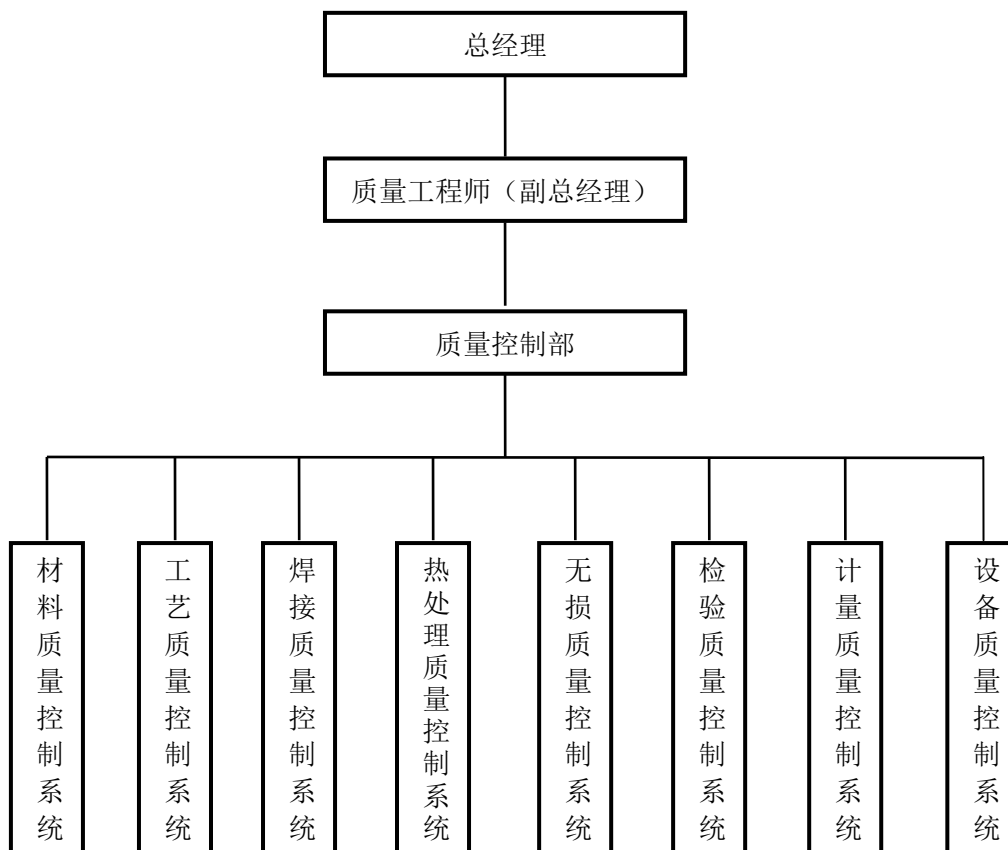 总经理
质量工程师（副总经理）
质量控制部
材料质量控制系统
工艺质量控制系统
焊接质量控制系统
热处理质量控制系统
无损质量控制系统
检验质量控制系统
计量质量控制系统
设备质量控制系统